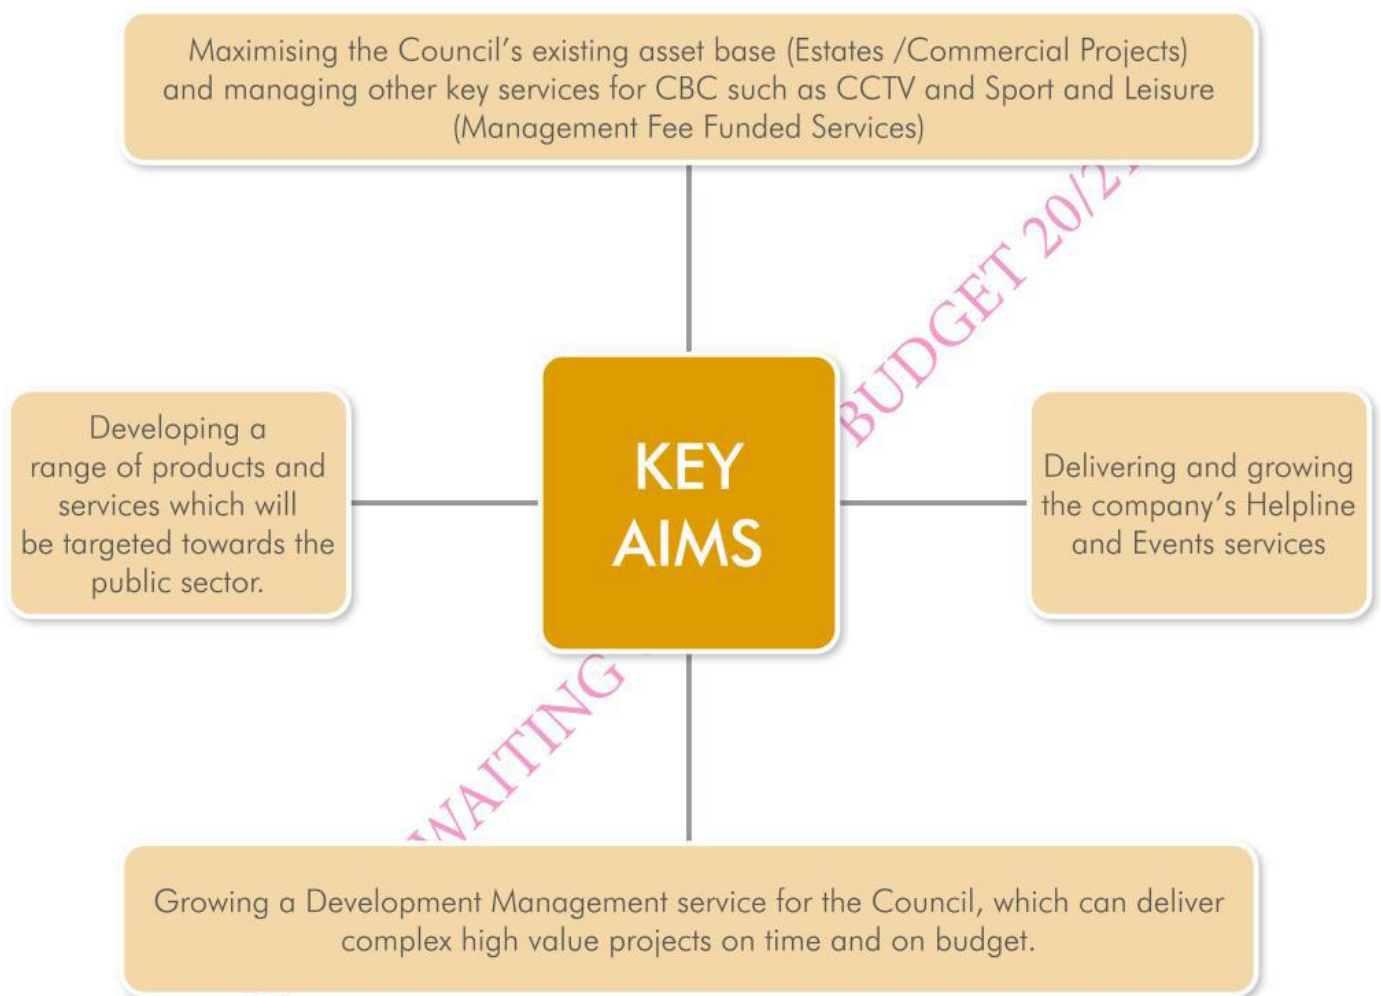 Maximising the Council's existing asset base (Estates /Commercial Projects)
and managing other key services for CBC such as CCTV and Sport and Leisure
(Management Fee Funded Services)
BUDGET 20/21
Developing a
range of products and
services which will
be targeted towards the
public sector.
KEY
AIMS
Delivering and growing
the company's Helpline
and Events services
WAITING
Growing a Development Management service for the Council, which can deliver
complex high value projects on time and on budget.